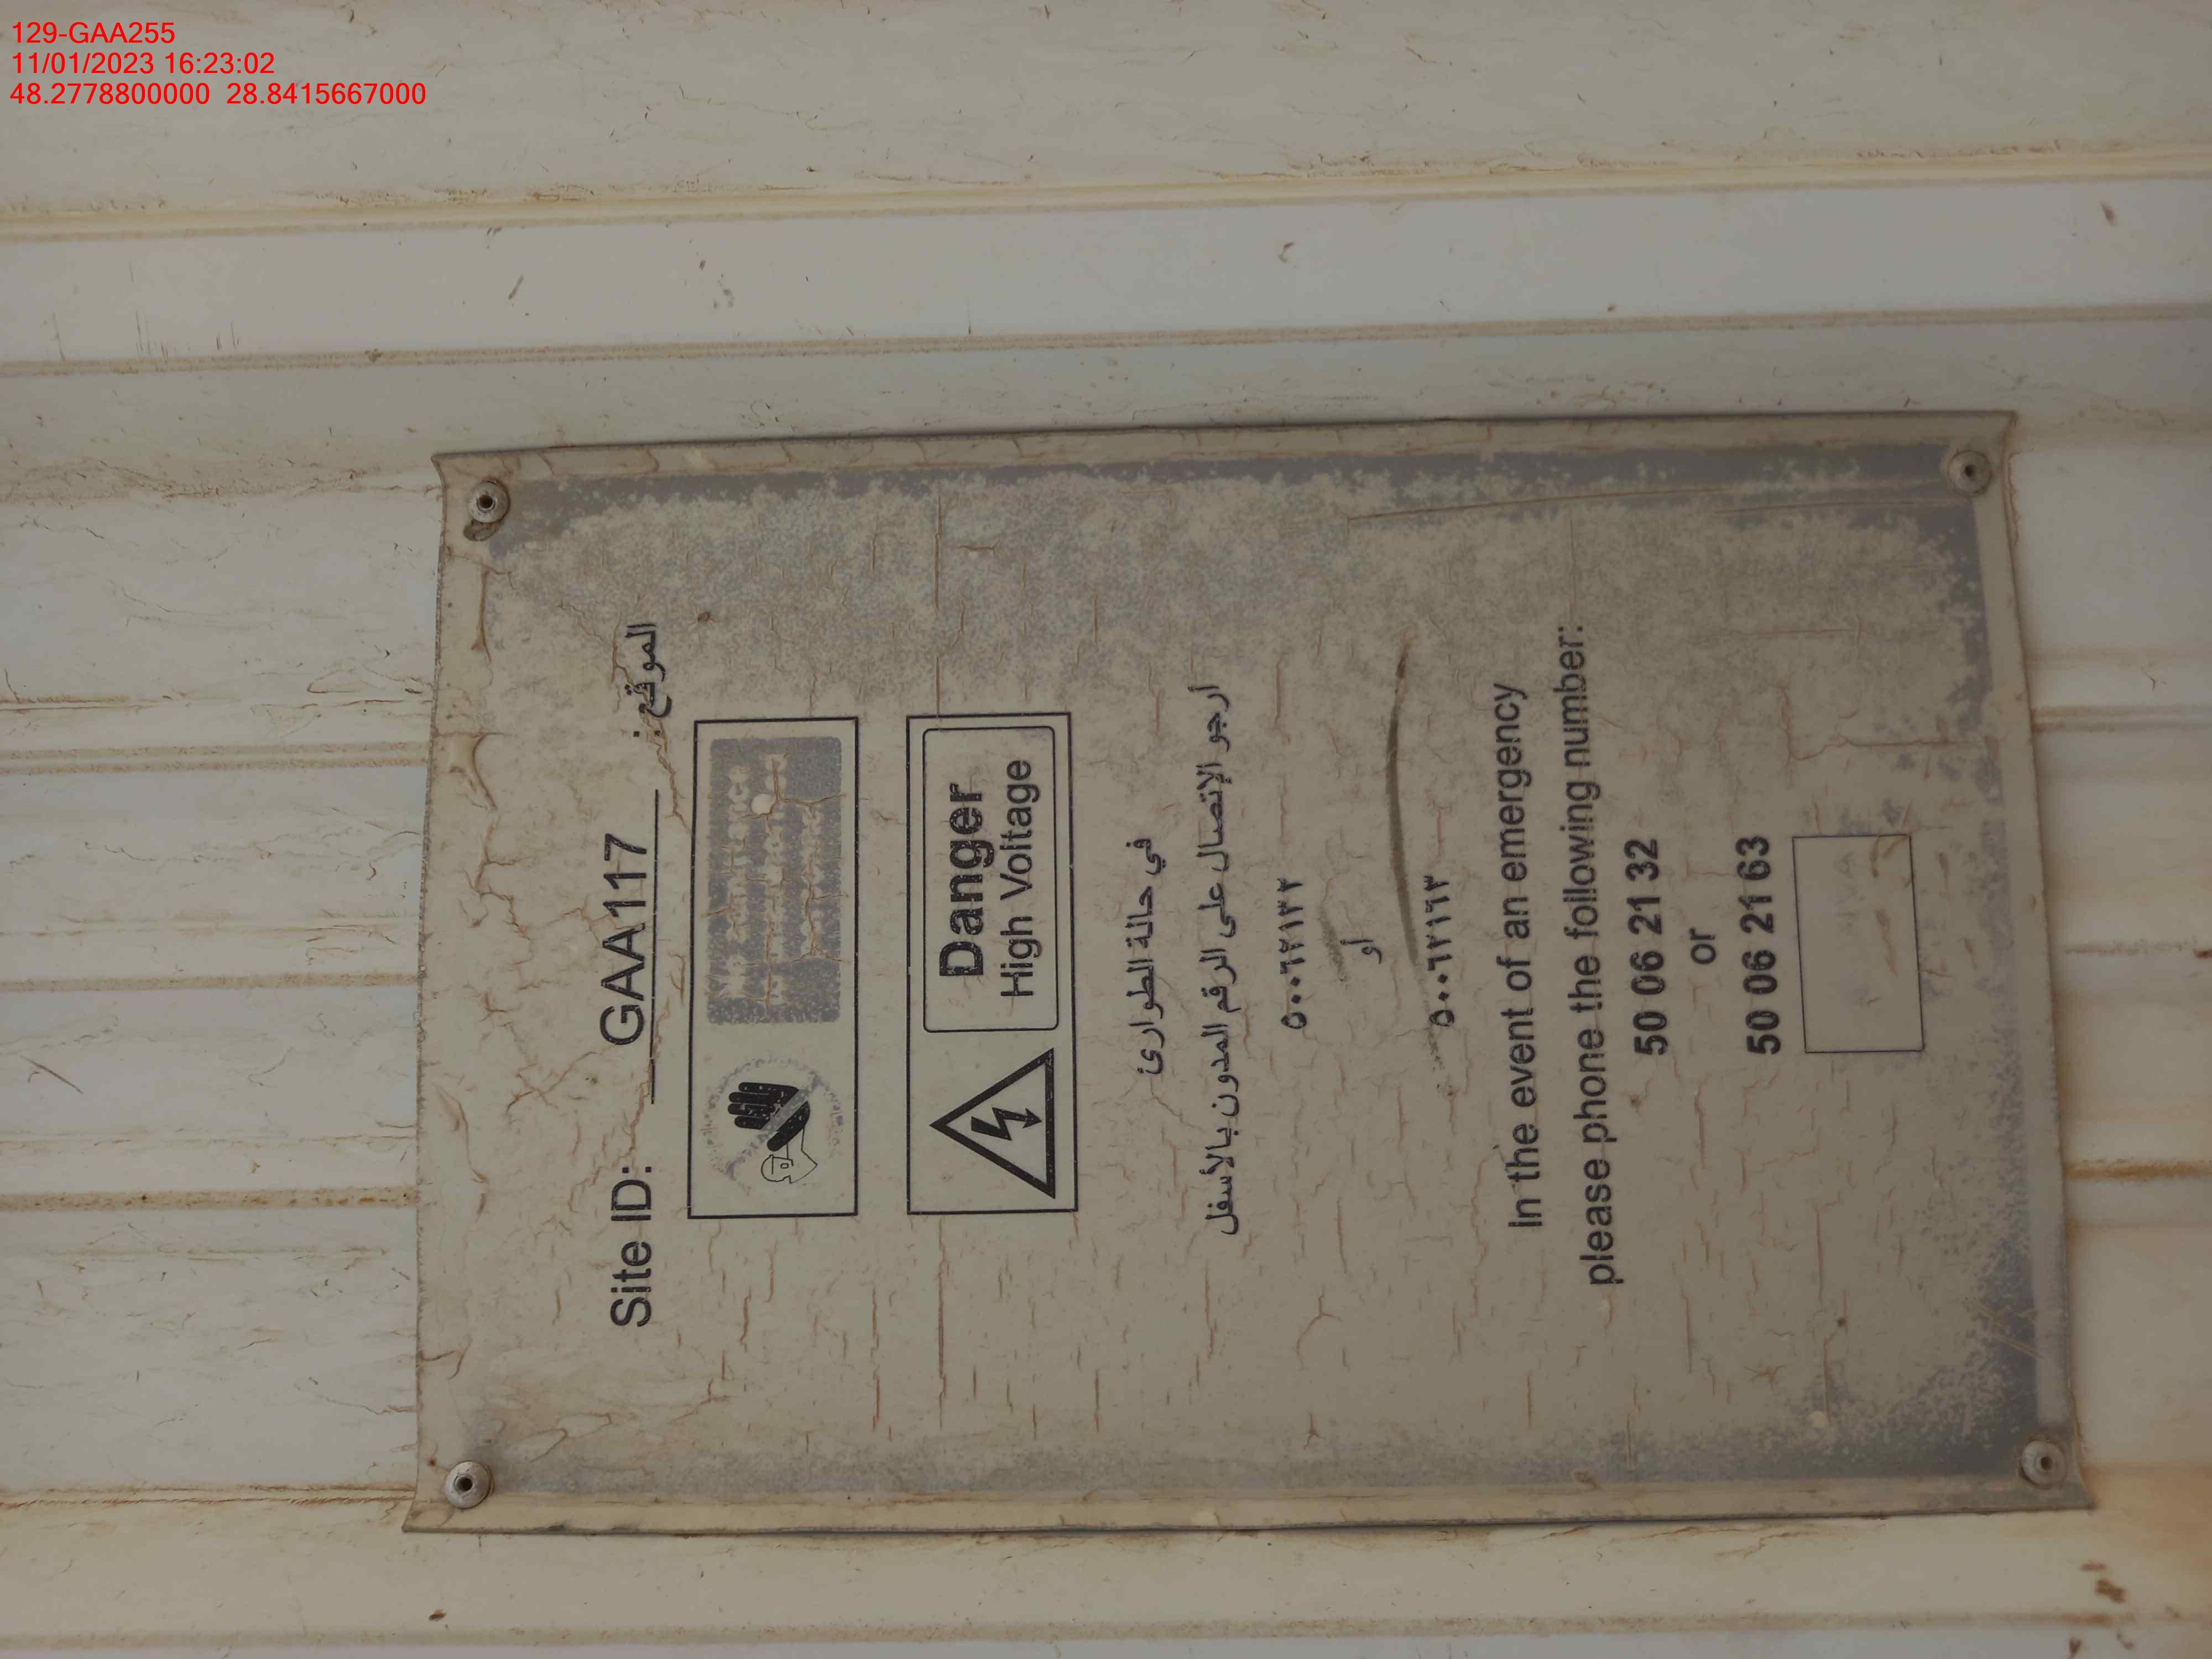 129-GAA255
11/01/2023 16:23:02
48.2778800000 28.8415667000
Site ID: GAA117 الموقع:
Danger
High Voltage
في حالة الطوارئ
أرجو الإتصال على الرقم المدون بالأسفل
٥٠٠٦٢١٣٢
أو
٥٠٠٦٢١٦٣
In the event of an emergency
please phone the following number:
50 06 21 32
or
50 06 21 63